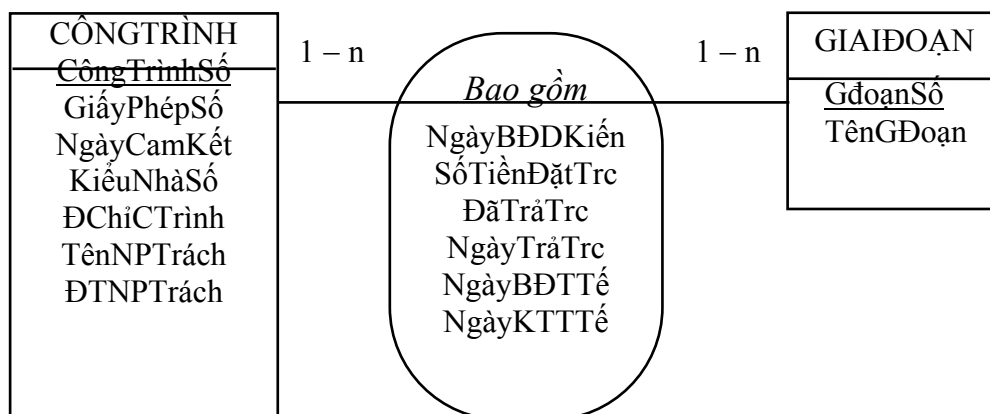 CÔNGTRÌNH
CôngTrìnhSố
GiấyPhépSố
NgàyCamKết
KiểuNhàSố
ĐChỉCTrình
TênNPTrách
ĐTNPTrách
1 – n
Bao gồm
NgàyBĐDKiến
SốTiềnĐặtTrc
ĐãTrảTrc
NgàyTrảTrc
NgàyBĐTTế
NgàyKTTTế
1 – n
GIAIĐOẠN
GđoạnSố
TênGĐoạn